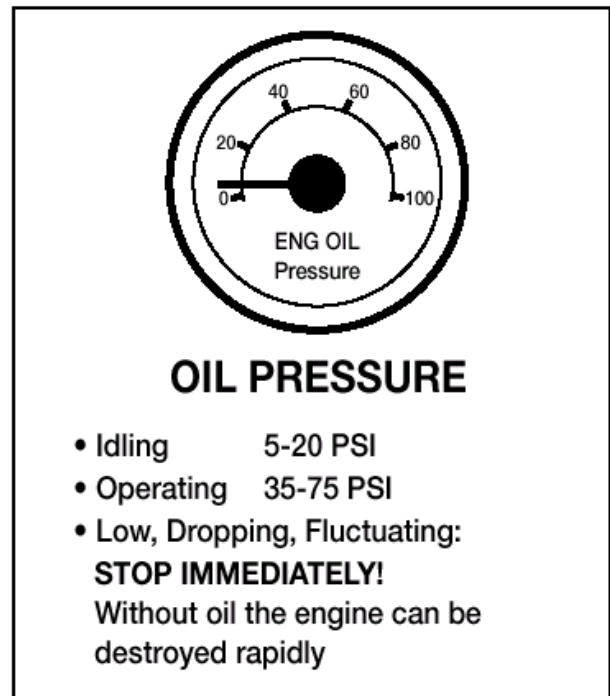 40 60
20 80
0 100
ENG OIL
Pressure
OIL PRESSURE
• Idling 5-20 PSI
• Operating 35-75 PSI
• Low, Dropping, Fluctuating:
STOP IMMEDIATELY!
Without oil the engine can be
destroyed rapidly